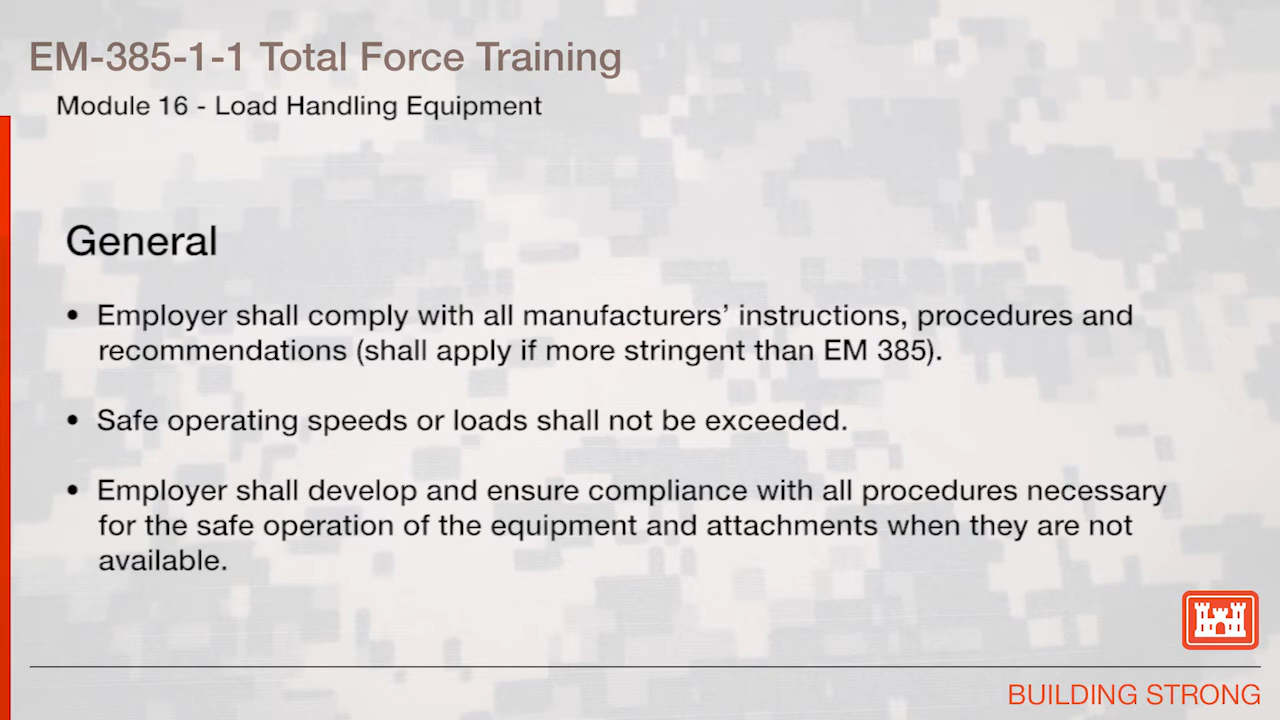 EM-385-1-1 Total Force Training
Module 16 - Load Handling Equipment
General
• Employer shall comply with all manufacturers’ instructions, procedures and
recommendations (shall apply if more stringent than EM 385).
• Safe operating speeds or loads shall not be exceeded.
• Employer shall develop and ensure compliance with all procedures necessary
for the safe operation of the equipment and attachments when they are not
available.
BUILDING STRONG